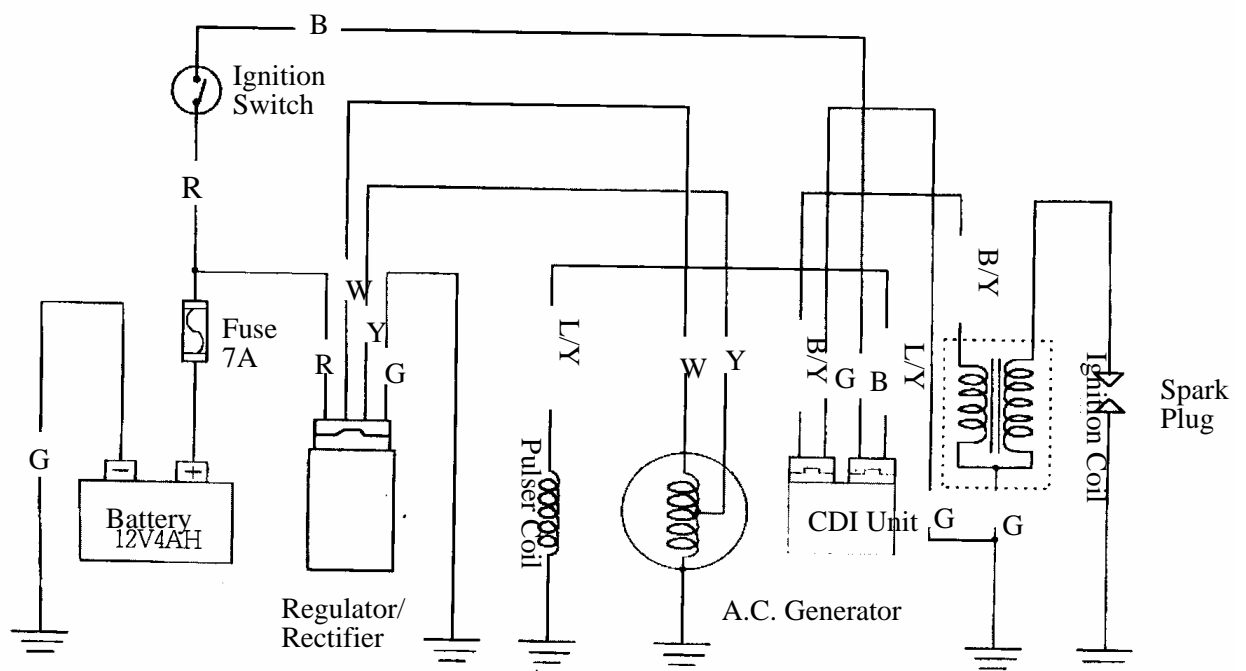 B
Ignition
Switch
R
W
Y
R
G
Fuse
7A
G
−
+
Battery
12V4AH
Regulator/
Rectifier
L/Y
Pulser Coil
W
Y
A.C. Generator
B/Y
G
B
L/Y
CDI Unit
G
G
B/Y
Ignition Coil
Spark
Plug